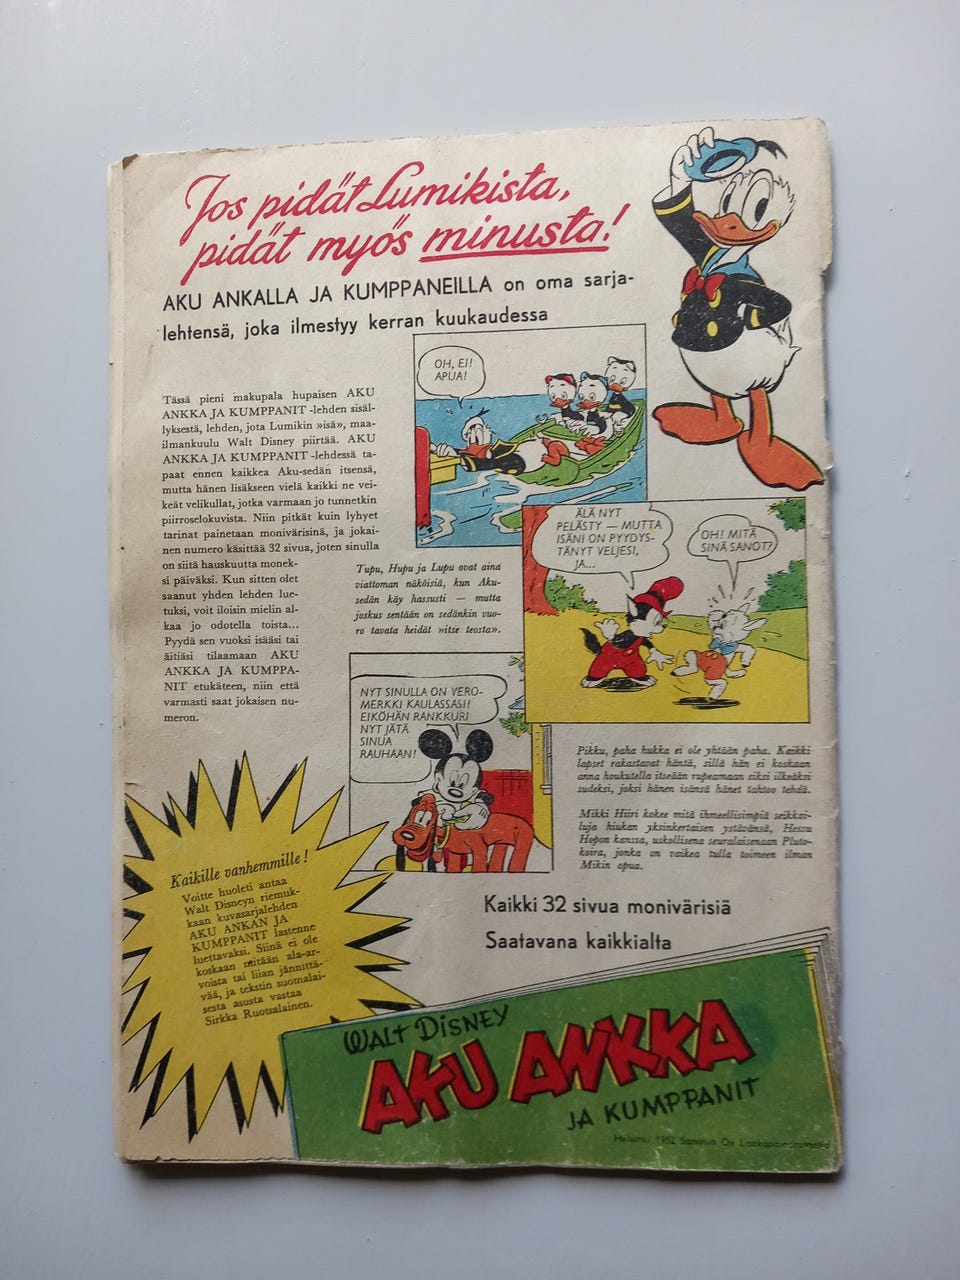 Jos pidät Lumikista,
pidät myös minusta!
AKU ANKALLA JA KUMPPANEILLA on oma sarja-
lehtensä, joka ilmestyy kerran kuukaudessa
Tässä pieni makupala hupaisen AKU
ANKKA JA KUMPPANIT -lehden sisäl-
lyksestä, lehden, jota Lumikin »isä», maa-
ilmankuulu Walt Disney piirtää. AKU
ANKKA JA KUMPPANIT -lehdessä ta-
paat ennen kaikkea Aku-sedän itsensä,
mutta hänen lisäkseen vielä kaikki ne vei-
keät velikullat, jotka varmaan jo tunnetkin
piirroselokuvista. Niin pitkät kuin lyhyet
tarinat painetaan monivärisinä, ja jokai-
nen numero käsittää 32 sivua, joten sinulla
on siitä hauskuutta monek-
si päiväksi. Kun sitten olet
saanut yhden lehden lue-
tuksi, voit iloisin mielin al-
kaa jo odotella toista...
Pyydä sen vuoksi isääsi tai
äitiäsi tilaamaan AKU
ANKKA JA KUMPPA-
NIT etukäteen, niin että
varmasti saat jokaisen nu-
meron.
OH, EI!
APUA!
Tupu, Hupu ja Lupu ovat aina
viattoman näköisiä, kun Aku-
sedän käy hassusti — mutta
joskus sentään on sedänkin vuo-
ro tavata heidät »itse teosta».
ÄLÄ NYT
PELÄSTY — MUTTA
ISÄNI ON PYYDYS-
TÄNYT VELJESI,
JA...
OH! MITÄ
SINÄ SANOT?
NYT SINULLA ON VERO-
MERKKI KAULASSASI!
EIKÖHÄN RANKKURI
NYT JÄTÄ
SINUA
RAUHAAN!
Pikku, paha hukka ei ole yhtään paha. Kaikki
lapset rakastavat häntä, sillä hän ei koskaan
anna houkutella itseään rupeamaan siksi ilkeäksi
sudeksi, joksi hänen isänsä hänet tahtoo tehdä.
Mikki Hiiri kokee mitä ihmeellisimpiä seikkai-
luja hiukan yksinkertaisen ystävänsä, Hessu
Hopon kanssa, uskollisena seuralaisenaan Pluto-
koira, jonka on vaikea tulla toimeen ilman
Mikin apua.
Kaikille vanhemmille!
Voitte huoleti antaa
Walt Disneyn riemuk-
kaan kuvasarjalehden
AKU ANKAN JA
KUMPPANIT lastenne
luettavaksi. Siinä ei ole
koskaan mitään ala-ar-
voista tai liian jännittä-
vää, ja tekstin suomalai-
sesta asusta vastaa
Sirkka Ruotsalainen.
Kaikki 32 sivua monivärisiä
Saatavana kaikkialta
WALT DISNEY
AKU ANKKA
JA KUMPPANIT
Helsinki 1952 Sanoma Oy